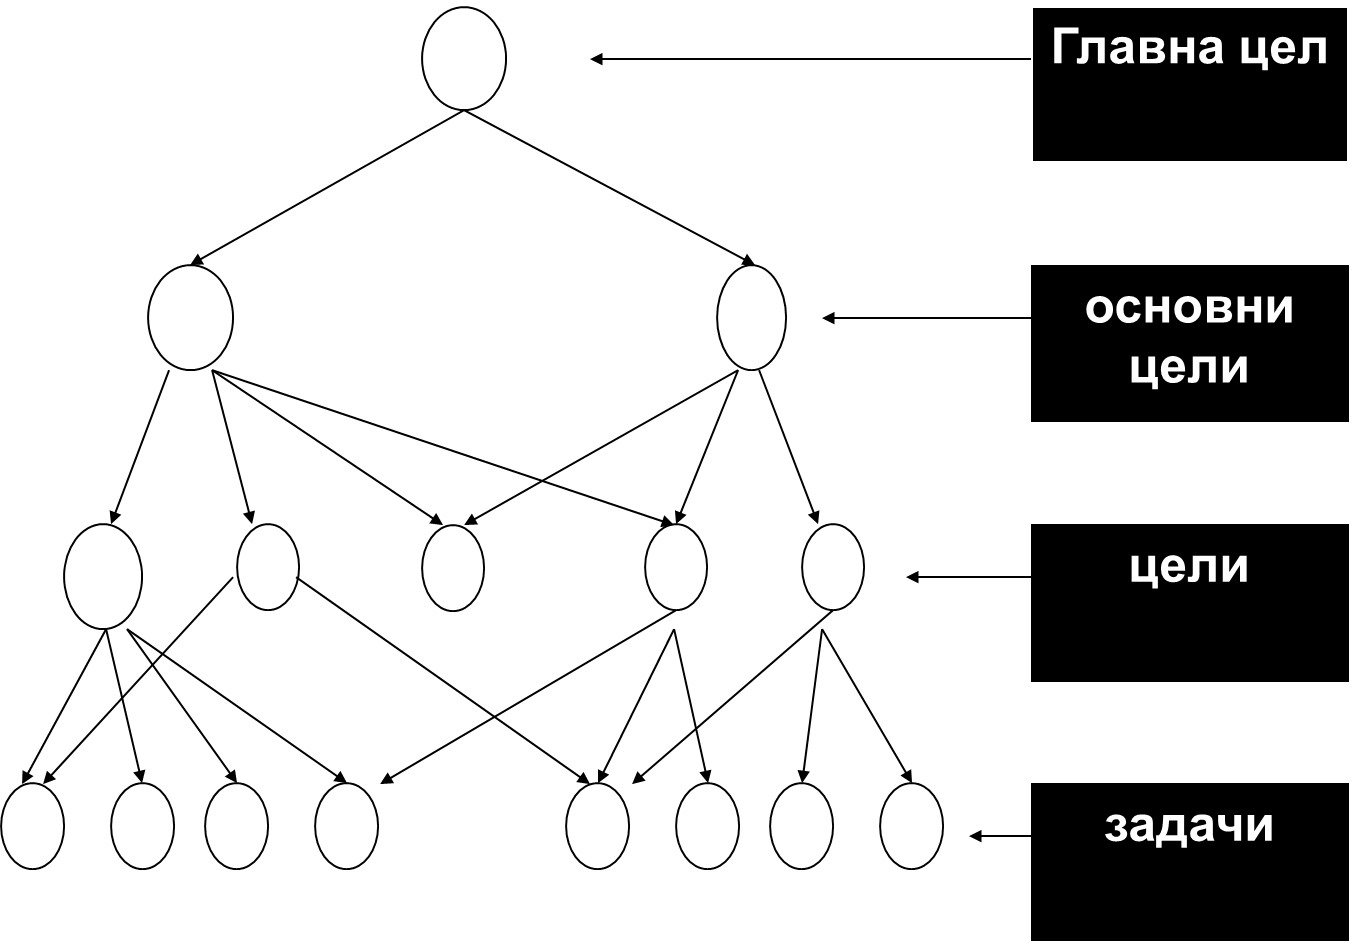 Главна цел
основни
цели
цели
задачи